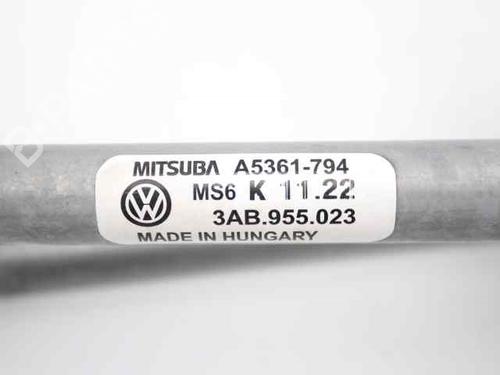 MITSUBA A5361-794
MS6 K 11.22
3AB.955.023
MADE IN HUNGARY